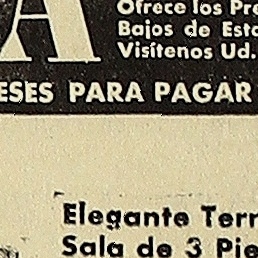 A
Ofrece los Pre
Bajos de Esta
Visítenos Ud.
ESES PARA PAGAR
Elegante Terr
Sala de 3 Pie